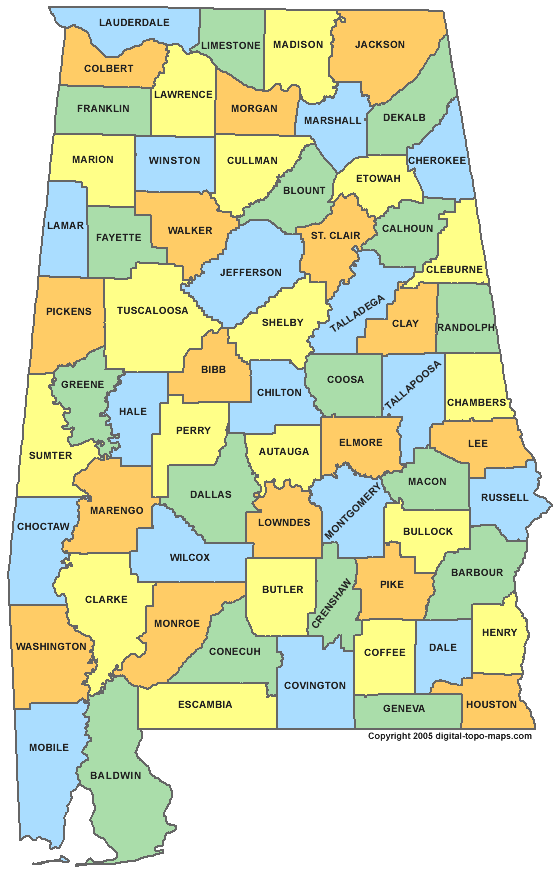 LAUDERDALE
LIMESTONE
MADISON
JACKSON
COLBERT
LAWRENCE
FRANKLIN
MORGAN
MARSHALL
DEKALB
MARION
WINSTON
CULLMAN
CHEROKEE
ETOWAH
BLOUNT
LAMAR
FAYETTE
WALKER
ST. CLAIR
CALHOUN
JEFFERSON
CLEBURNE
PICKENS
TUSCALOOSA
SHELBY
TALLADEGA
CLAY
RANDOLPH
BIBB
GREENE
HALE
CHILTON
COOSA
TALLAPOOSA
CHAMBERS
PERRY
SUMTER
AUTAUGA
ELMORE
LEE
DALLAS
MACON
RUSSELL
MARENGO
CHOCTAW
LOWNDES
MONTGOMERY
BULLOCK
WILCOX
BARBOUR
CLARKE
BUTLER
CRENSHAW
PIKE
MONROE
WASHINGTON
CONECUH
COFFEE
DALE
HENRY
COVINGTON
ESCAMBIA
GENEVA
HOUSTON
Copyright 2005 digital-topo-maps.com
MOBILE
BALDWIN